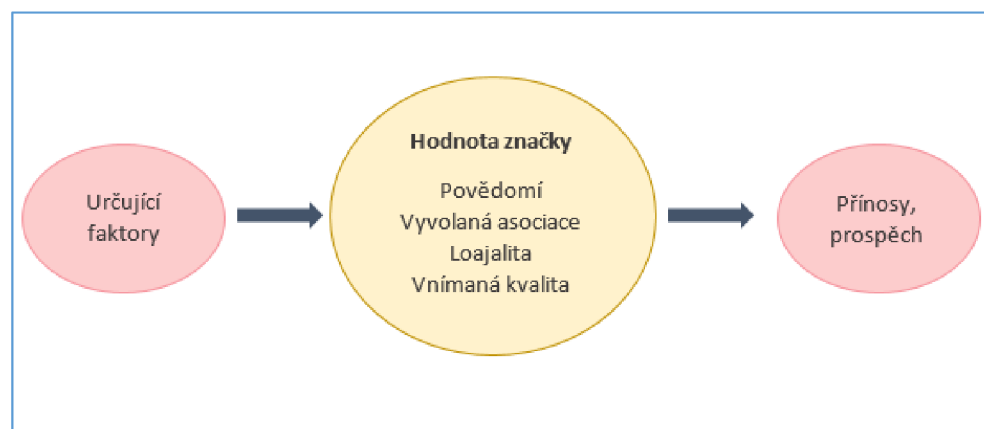 Určující
faktory
Hodnota značky
Povědomí
Vyvolaná asociace
Loajalita
Vnímaná kvalita
Přínosy,
prospěch